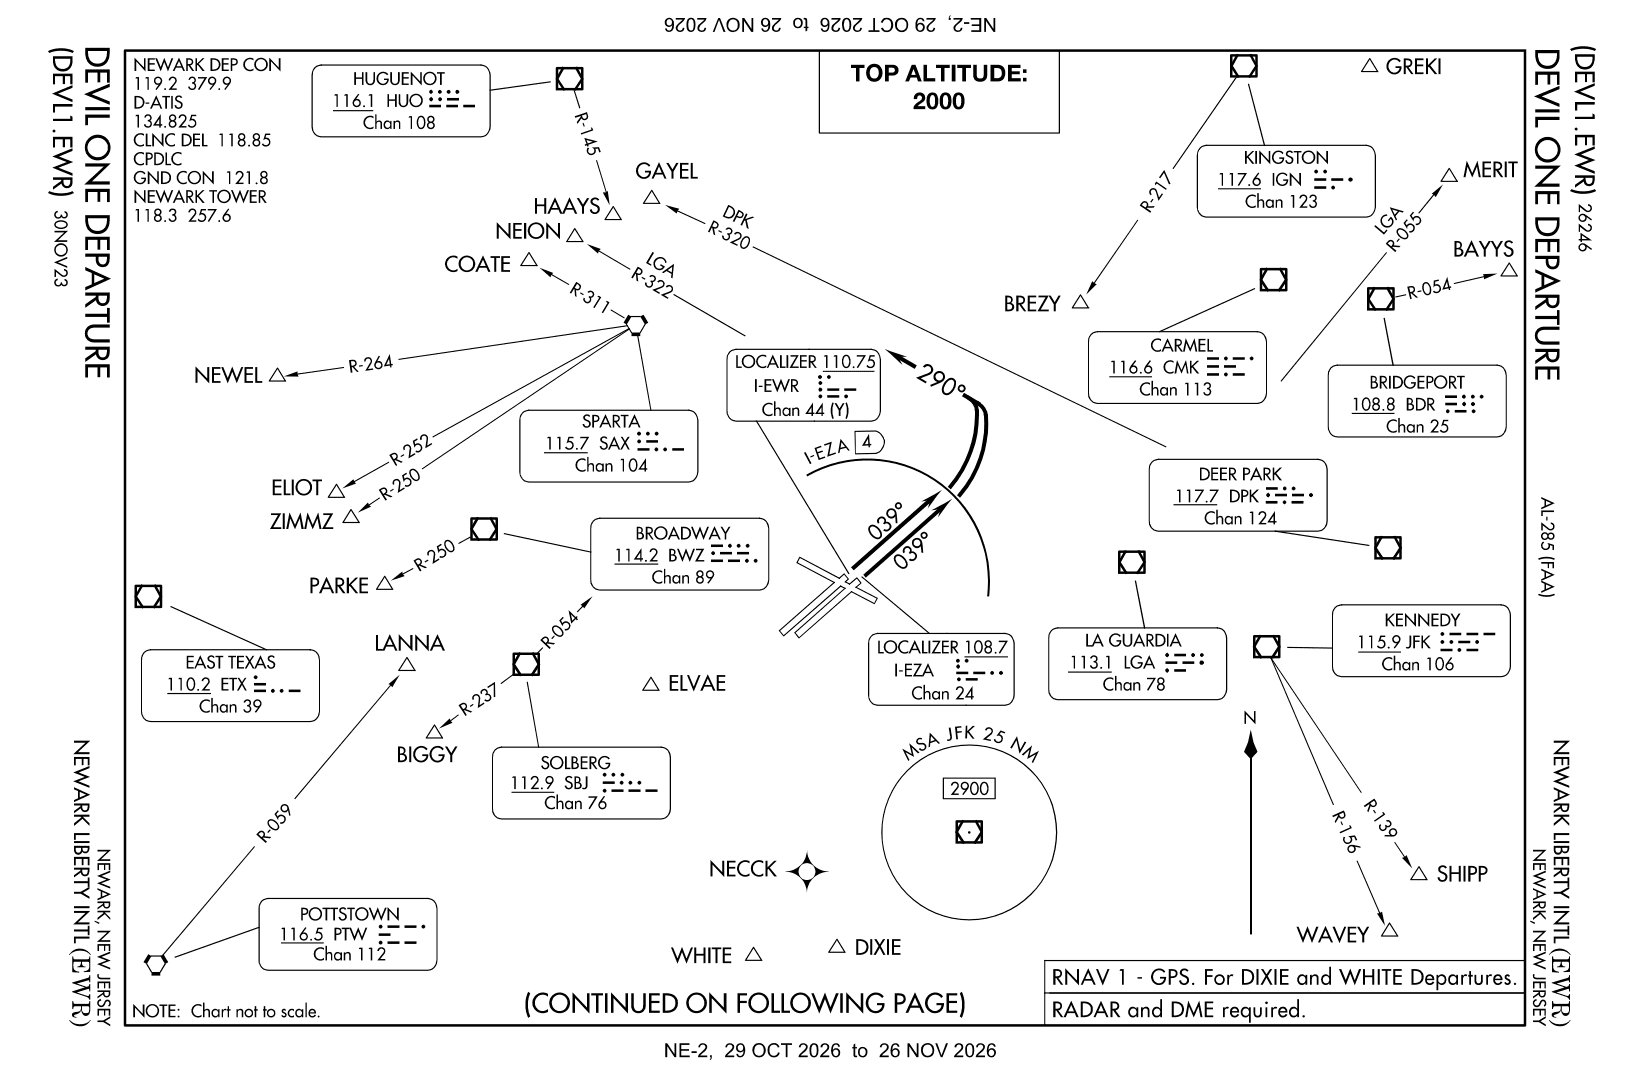 NE-2, 29 OCT 2026 to 26 NOV 2026
DEVIL ONE DEPARTURE
(DEVL1.EWR) 30NOV23
NEWARK LIBERTY INTL (EWR)
NEWARK, NEW JERSEY
NEWARK DEP CON
119.2 379.9
D-ATIS
134.825
CLNC DEL 118.85
CPDLC
GND CON 121.8
NEWARK TOWER
118.3 257.6
HUGUENOT
116.1 HUO
Chan 108
R-145
TOP ALTITUDE:
2000
GREKI
KINGSTON
117.6 IGN
Chan 123
R-217
MERIT
LGA
R-055
BAYYS
R-054
GAYEL
DPK
R-320
HAAYS
NEION
LGA
R-322
COATE
R-311
BREZY
CARMEL
116.6 CMK
Chan 113
BRIDGEPORT
108.8 BDR
Chan 25
NEWEL
R-264
LOCALIZER 110.75
I-EWR
Chan 44 (Y)
290°
SPARTA
115.7 SAX
Chan 104
R-252
R-250
ELIOT
ZIMMZ
I-EZA 4
039°
039°
DEER PARK
117.7 DPK
Chan 124
BROADWAY
114.2 BWZ
Chan 89
R-250
PARKE
R-054
LANNA
EAST TEXAS
110.2 ETX
Chan 39
R-237
BIGGY
ELVAE
LOCALIZER 108.7
I-EZA
Chan 24
LA GUARDIA
113.1 LGA
Chan 78
KENNEDY
115.9 JFK
Chan 106
SOLBERG
112.9 SBJ
Chan 76
MSA JFK 25 NM
2900
N
R-059
R-139
R-156
NECCK
SHIPP
WAVEY
POTTSTOWN
116.5 PTW
Chan 112
WHITE
DIXIE
RNAV 1 - GPS. For DIXIE and WHITE Departures.
RADAR and DME required.
NOTE: Chart not to scale.
(CONTINUED ON FOLLOWING PAGE)
DEVIL ONE DEPARTURE
(DEVL1.EWR) 26246
AL-285 (FAA)
NEWARK LIBERTY INTL (EWR)
NEWARK, NEW JERSEY
NE-2, 29 OCT 2026 to 26 NOV 2026